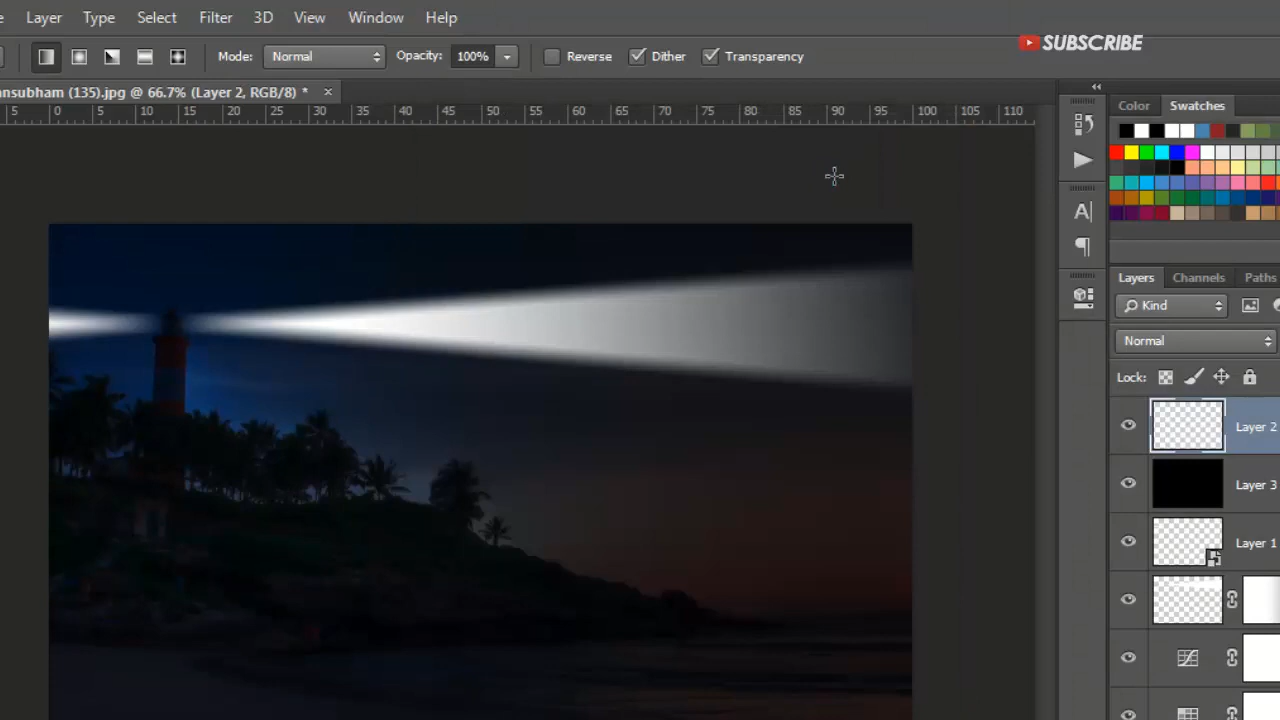 Layer Type Select Filter 3D View Window Help
SUBSCRIBE
Mode: Normal Opacity: 100% Reverse Dither Transparency
ansubham (135).jpg @ 66.7% (Layer 2, RGB/8) * ×
5 0 5 10 15 20 25 30 35 40 45 50 55 60 65 70 75 80 85 90 95 100 105 110
Color Swatches
Layers Channels Paths
Kind
Normal
Lock:
Layer 2
Layer 3
Layer 1